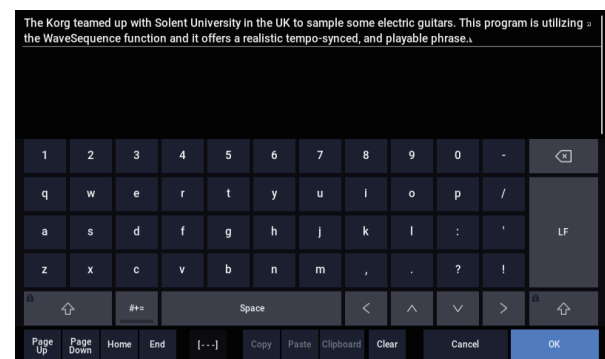 The Korg teamed up with Solent University in the UK to sample some electric guitars. This program is utilizing
the WaveSequence function and it offers a realistic tempo-synced, and playable phrase.
1 2 3 4 5 6 7 8 9 0 -
q w e r t y u i o p /
a s d f g h j k l : ' LF
z x c v b n m , . ? !
#+= Space < >
Page Up Page Down Home End [---] Copy Paste Clipboard Clear Cancel OK